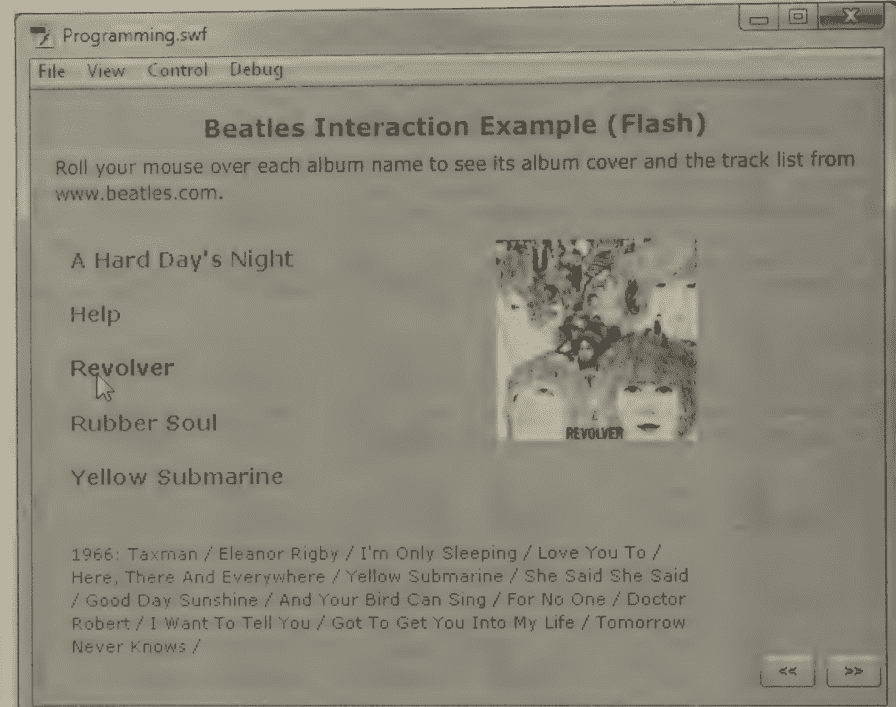 Programming.swf
File View Control Debug
Beatles Interaction Example (Flash)
Roll your mouse over each album name to see its album cover and the track list from
www.beatles.com.
A Hard Day's Night
Help
Revolver
Rubber Soul
Yellow Submarine
REVOLVER
1966: Taxman / Eleanor Rigby / I'm Only Sleeping / Love You To /
Here, There And Everywhere / Yellow Submarine / She Said She Said
/ Good Day Sunshine / And Your Bird Can Sing / For No One / Doctor
Robert / I Want To Tell You / Got To Get You Into My Life / Tomorrow
Never Knows /
<< >>